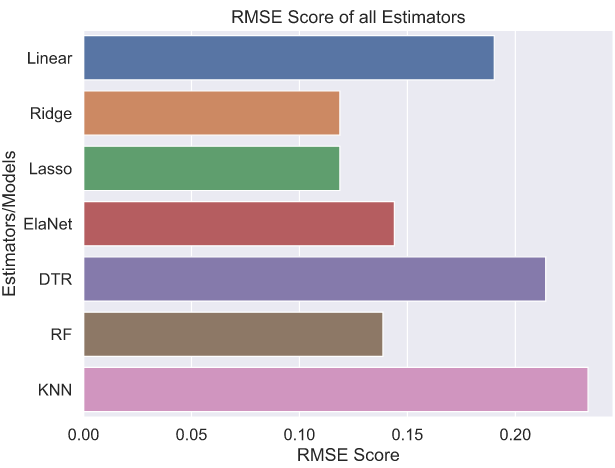 RMSE Score of all Estimators
Estimators/Models
Linear
Ridge
Lasso
ElaNet
DTR
RF
KNN
0.00 0.05 0.10 0.15 0.20
RMSE Score